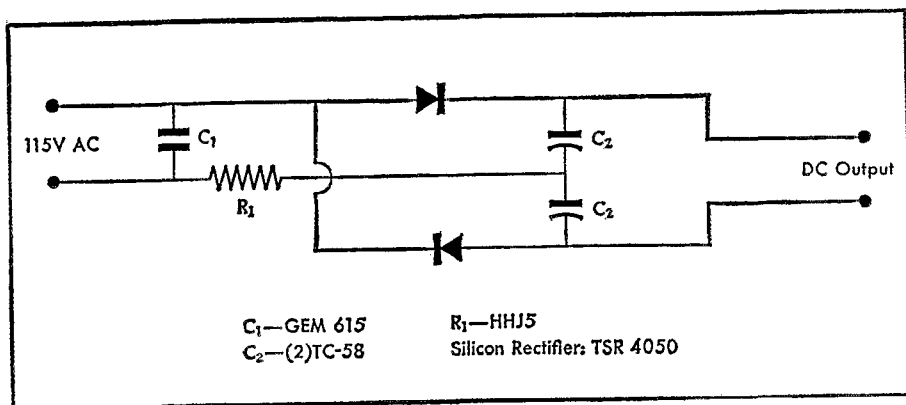 115V AC
C₁
R₁
C₂
C₂
DC Output
C₁—GEM 615
R₁—HHJ5
C₂—(2)TC-58
Silicon Rectifier: TSR 4050